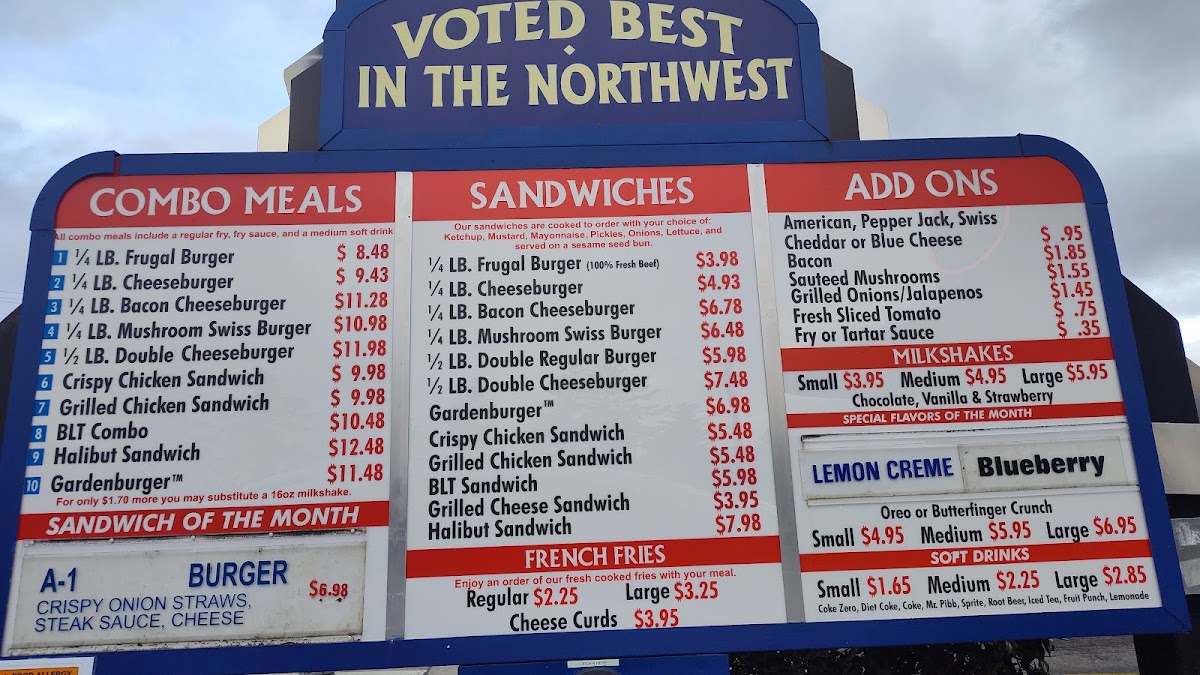 VOTED BEST
IN THE NORTHWEST
COMBO MEALS
All combo meals include a regular fry, fry sauce, and a medium soft drink
1 ¼ LB. Frugal Burger $ 8.48
2 ¼ LB. Cheeseburger $ 9.43
3 ¼ LB. Bacon Cheeseburger $11.28
4 ¼ LB. Mushroom Swiss Burger $10.98
5 ½ LB. Double Cheeseburger $11.98
6 Crispy Chicken Sandwich $ 9.98
7 Grilled Chicken Sandwich $ 9.98
8 BLT Combo $10.48
9 Halibut Sandwich $12.48
10 Gardenburger™ $11.48
For only $1.70 more you may substitute a 16oz milkshake.
SANDWICH OF THE MONTH
A-1 BURGER $6.98
CRISPY ONION STRAWS,
STEAK SAUCE, CHEESE
SANDWICHES
Our sandwiches are cooked to order with your choice of:
Ketchup, Mustard, Mayonnaise, Pickles, Onions, Lettuce, and
served on a sesame seed bun.
¼ LB. Frugal Burger (100% Fresh Beef) $3.98
¼ LB. Cheeseburger $4.93
¼ LB. Bacon Cheeseburger $6.78
¼ LB. Mushroom Swiss Burger $6.48
½ LB. Double Regular Burger $5.98
½ LB. Double Cheeseburger $7.48
Gardenburger™ $6.98
Crispy Chicken Sandwich $5.48
Grilled Chicken Sandwich $5.48
BLT Sandwich $5.98
Grilled Cheese Sandwich $3.95
Halibut Sandwich $7.98
FRENCH FRIES
Enjoy an order of our fresh cooked fries with your meal.
Regular $2.25 Large $3.25
Cheese Curds $3.95
ADD ONS
American, Pepper Jack, Swiss
Cheddar or Blue Cheese $ .95
Bacon $1.85
Sauteed Mushrooms $1.55
Grilled Onions/Jalapenos $1.45
Fresh Sliced Tomato $ .75
Fry or Tartar Sauce $ .35
MILKSHAKES
Small $3.95 Medium $4.95 Large $5.95
Chocolate, Vanilla & Strawberry
SPECIAL FLAVORS OF THE MONTH
LEMON CREME Blueberry
Oreo or Butterfinger Crunch
Small $4.95 Medium $5.95 Large $6.95
SOFT DRINKS
Small $1.65 Medium $2.25 Large $2.85
Coke Zero, Diet Coke, Coke, Mr. Pibb, Sprite, Root Beer, Iced Tea, Fruit Punch, Lemonade
FOOD ALLERGY